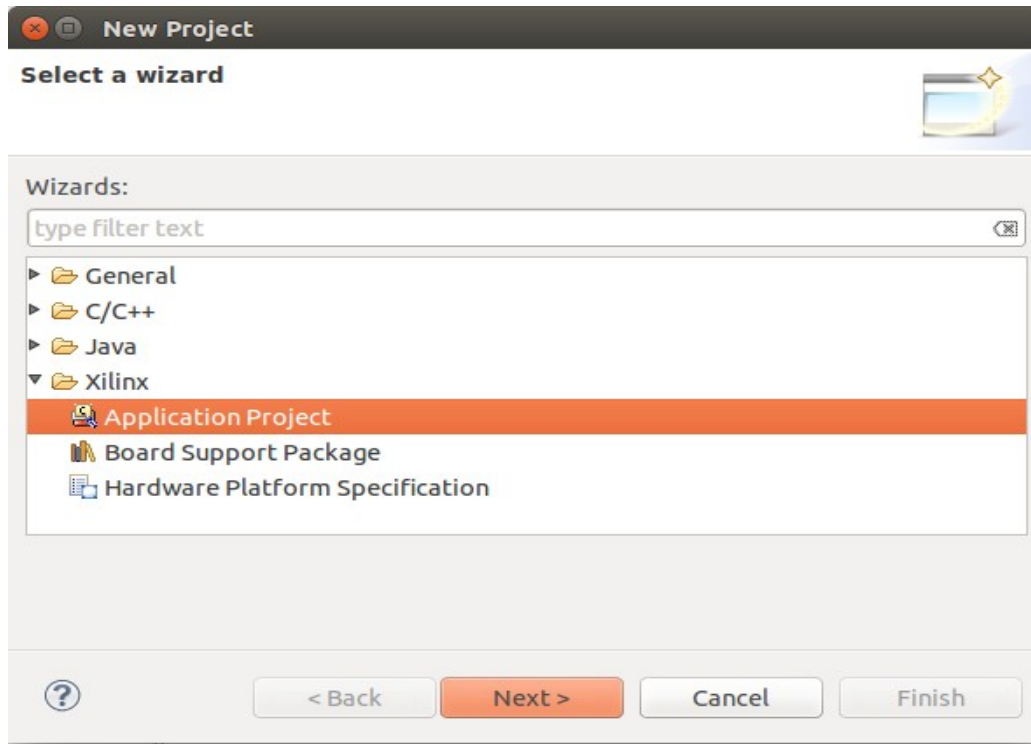 New Project
Select a wizard
Wizards:
type filter text
General
C/C++
Java
Xilinx
Application Project
Board Support Package
Hardware Platform Specification
? < Back Next > Cancel Finish